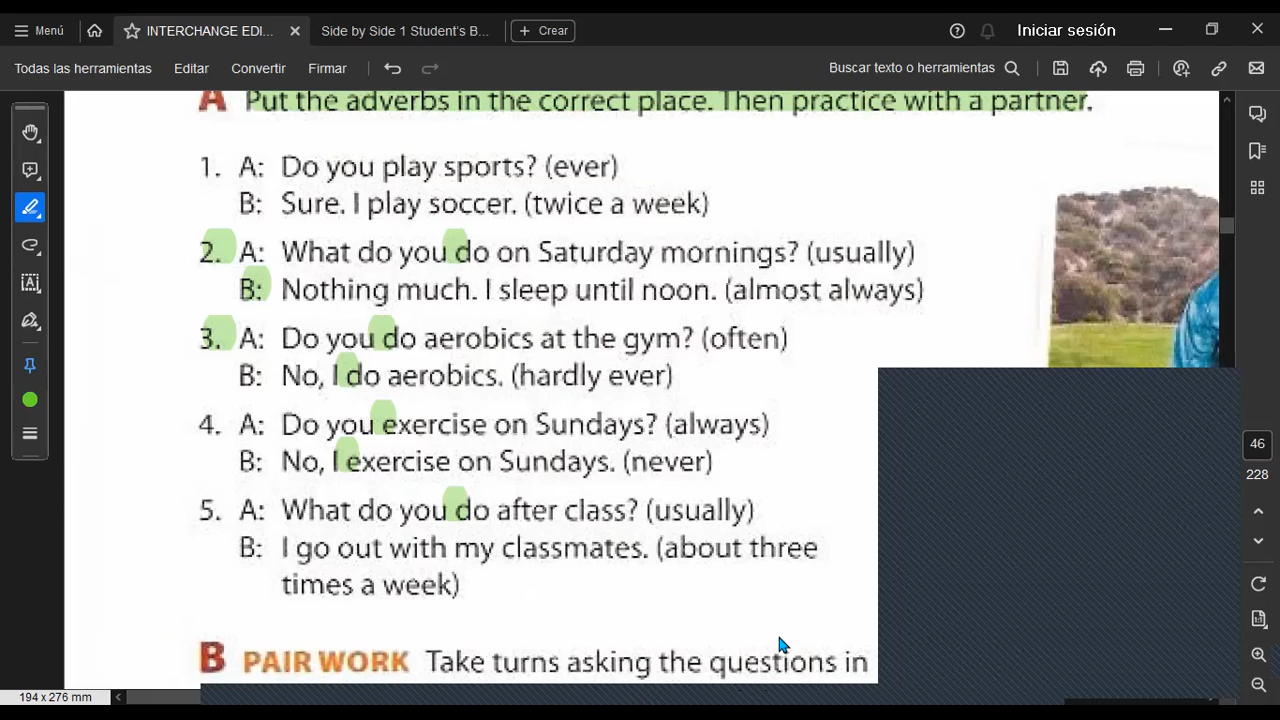 Menú
INTERCHANGE EDI...
Side by Side 1 Student's B...
Crear
Iniciar sesión
Todas las herramientas
Editar
Convertir
Firmar
Buscar texto o herramientas
A Put the adverbs in the correct place. Then practice with a partner.
1. A: Do you play sports? (ever)
B: Sure. I play soccer. (twice a week)
2. A: What do you do on Saturday mornings? (usually)
B: Nothing much. I sleep until noon. (almost always)
3. A: Do you do aerobics at the gym? (often)
B: No, I do aerobics. (hardly ever)
4. A: Do you exercise on Sundays? (always)
B: No, I exercise on Sundays. (never)
5. A: What do you do after class? (usually)
B: I go out with my classmates. (about three
times a week)
B PAIR WORK Take turns asking the questions in
46
228
194 x 276 mm